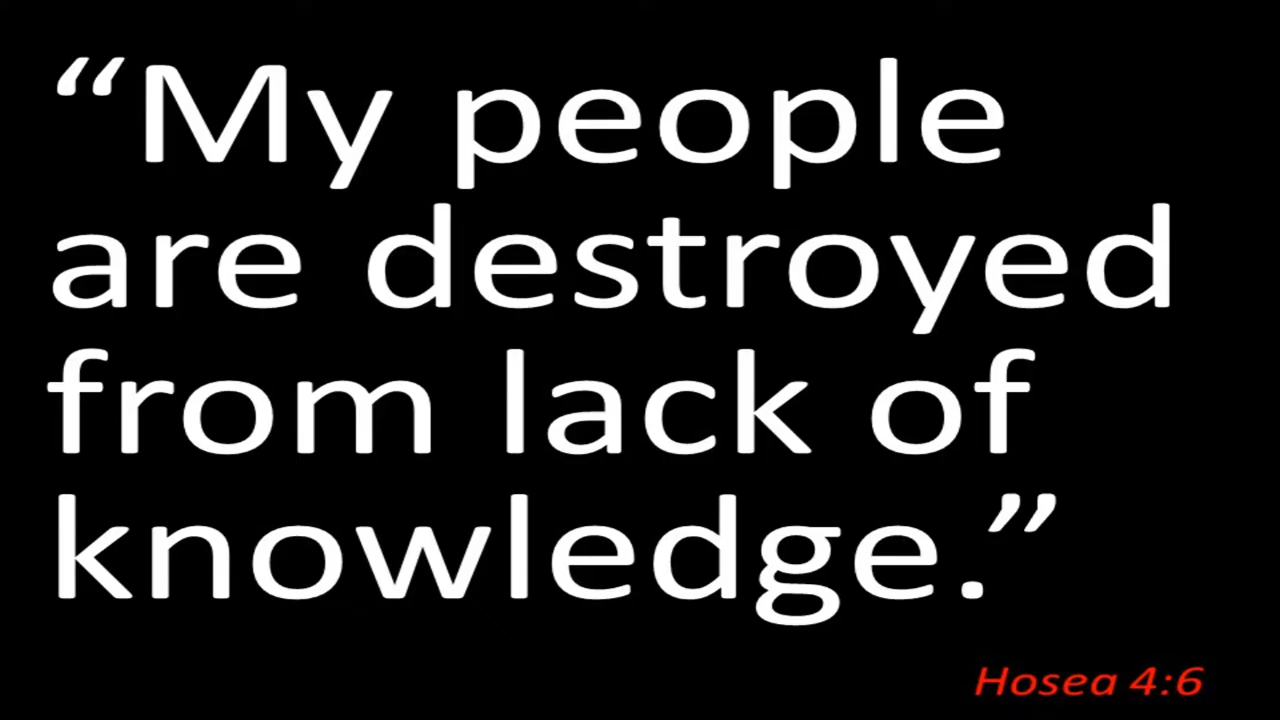 “My people
are destroyed
from lack of
knowledge.”
Hosea 4:6